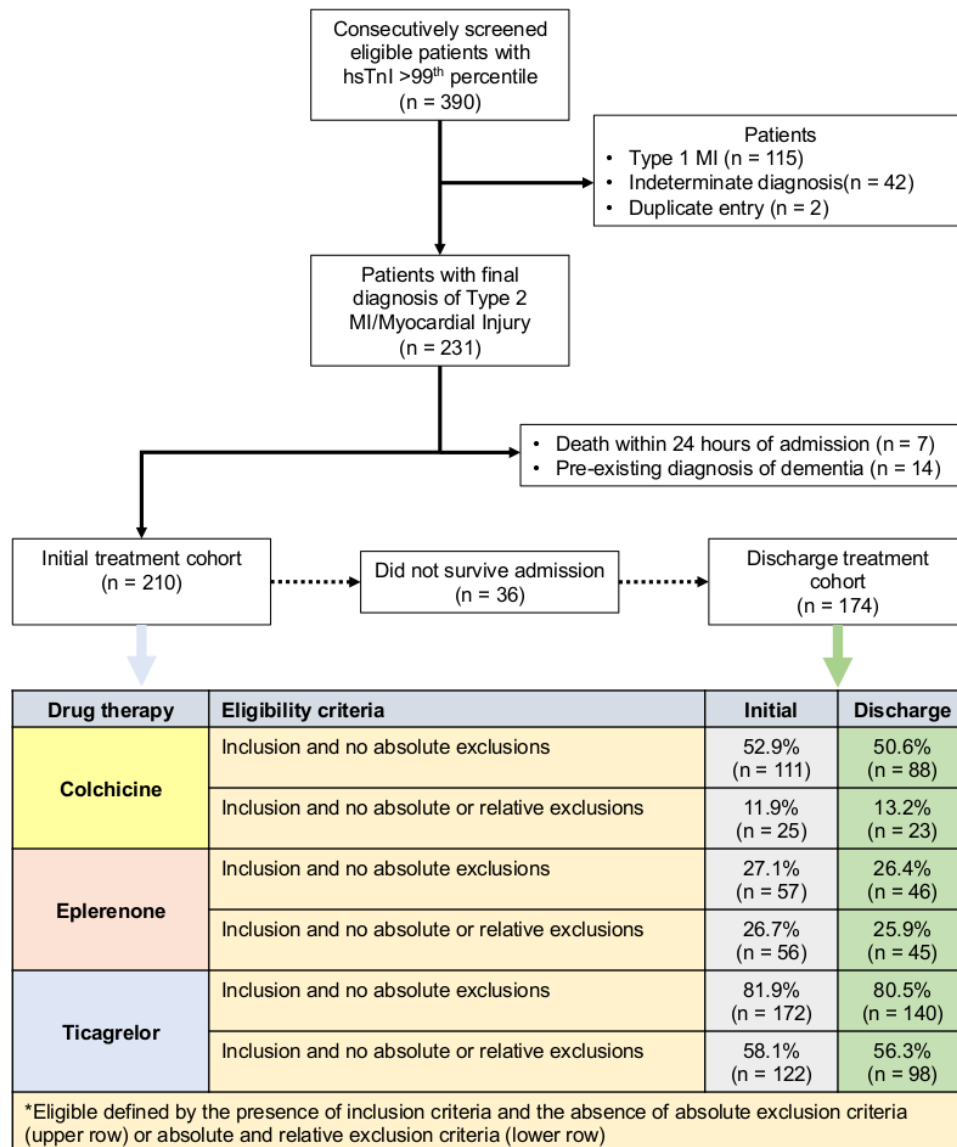 Consecutively screened
eligible patients with
hsTnI >99th percentile
(n = 390)
Patients
• Type 1 MI (n = 115)
• Indeterminate diagnosis(n = 42)
• Duplicate entry (n = 2)
Patients with final
diagnosis of Type 2
MI/Myocardial Injury
(n = 231)
• Death within 24 hours of admission (n = 7)
• Pre-existing diagnosis of dementia (n = 14)
Initial treatment cohort
(n = 210)
Did not survive admission
(n = 36)
Discharge treatment
cohort
(n = 174)
Drug therapy Eligibility criteria Initial Discharge
Colchicine
Inclusion and no absolute exclusions 52.9% 50.6%
(n = 111) (n = 88)
Inclusion and no absolute or relative exclusions 11.9% 13.2%
(n = 25) (n = 23)
Eplerenone
Inclusion and no absolute exclusions 27.1% 26.4%
(n = 57) (n = 46)
Inclusion and no absolute or relative exclusions 26.7% 25.9%
(n = 56) (n = 45)
Ticagrelor
Inclusion and no absolute exclusions 81.9% 80.5%
(n = 172) (n = 140)
Inclusion and no absolute or relative exclusions 58.1% 56.3%
(n = 122) (n = 98)
*Eligible defined by the presence of inclusion criteria and the absence of absolute exclusion criteria
(upper row) or absolute and relative exclusion criteria (lower row)